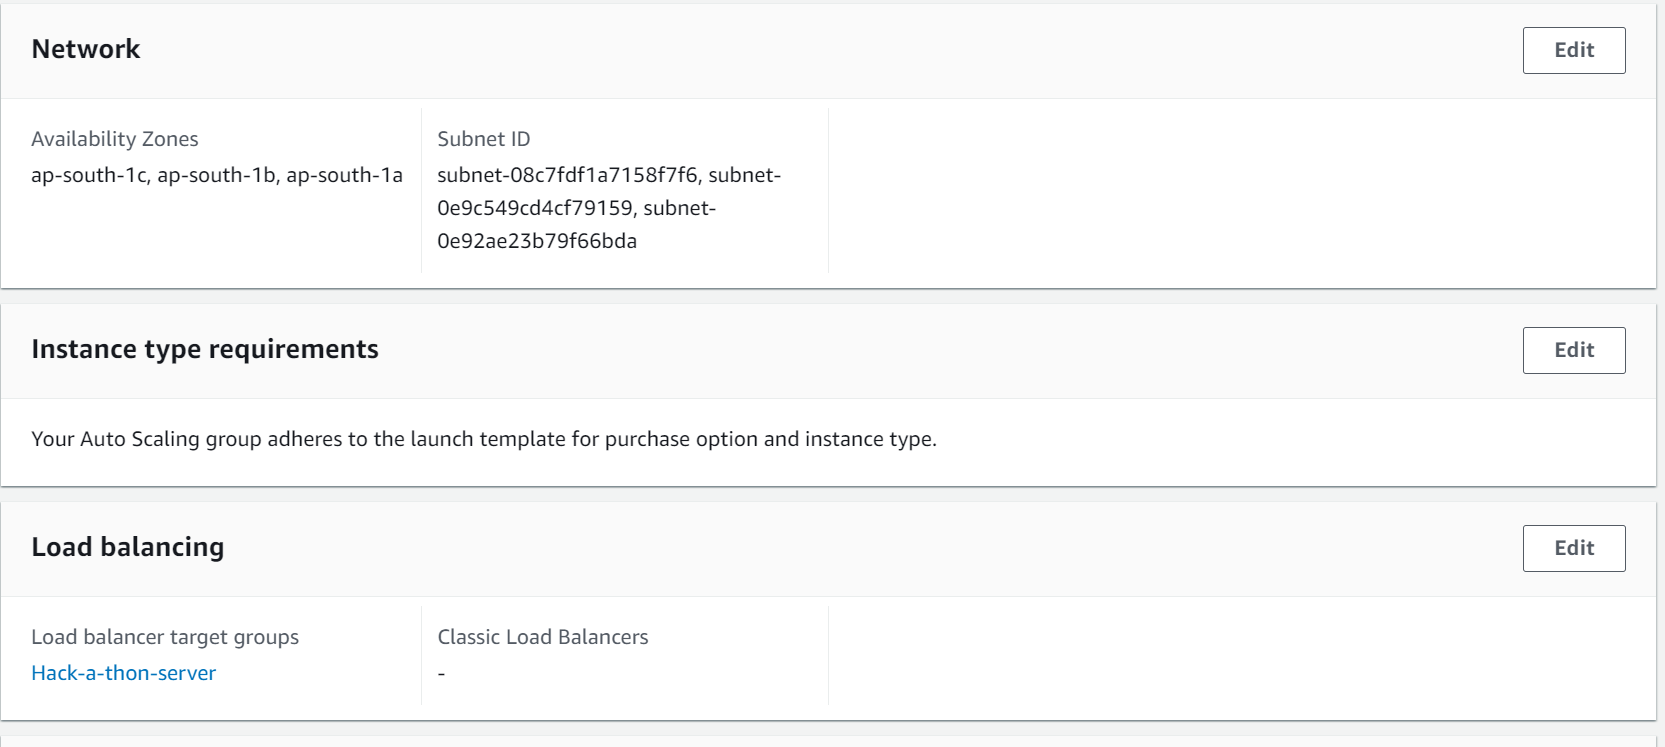 Network
Edit
Availability Zones
ap-south-1c, ap-south-1b, ap-south-1a
Subnet ID
subnet-08c7fdf1a7158f7f6, subnet-
0e9c549cd4cf79159, subnet-
0e92ae23b79f66bda
Instance type requirements
Edit
Your Auto Scaling group adheres to the launch template for purchase option and instance type.
Load balancing
Edit
Load balancer target groups
Hack-a-thon-server
Classic Load Balancers
-